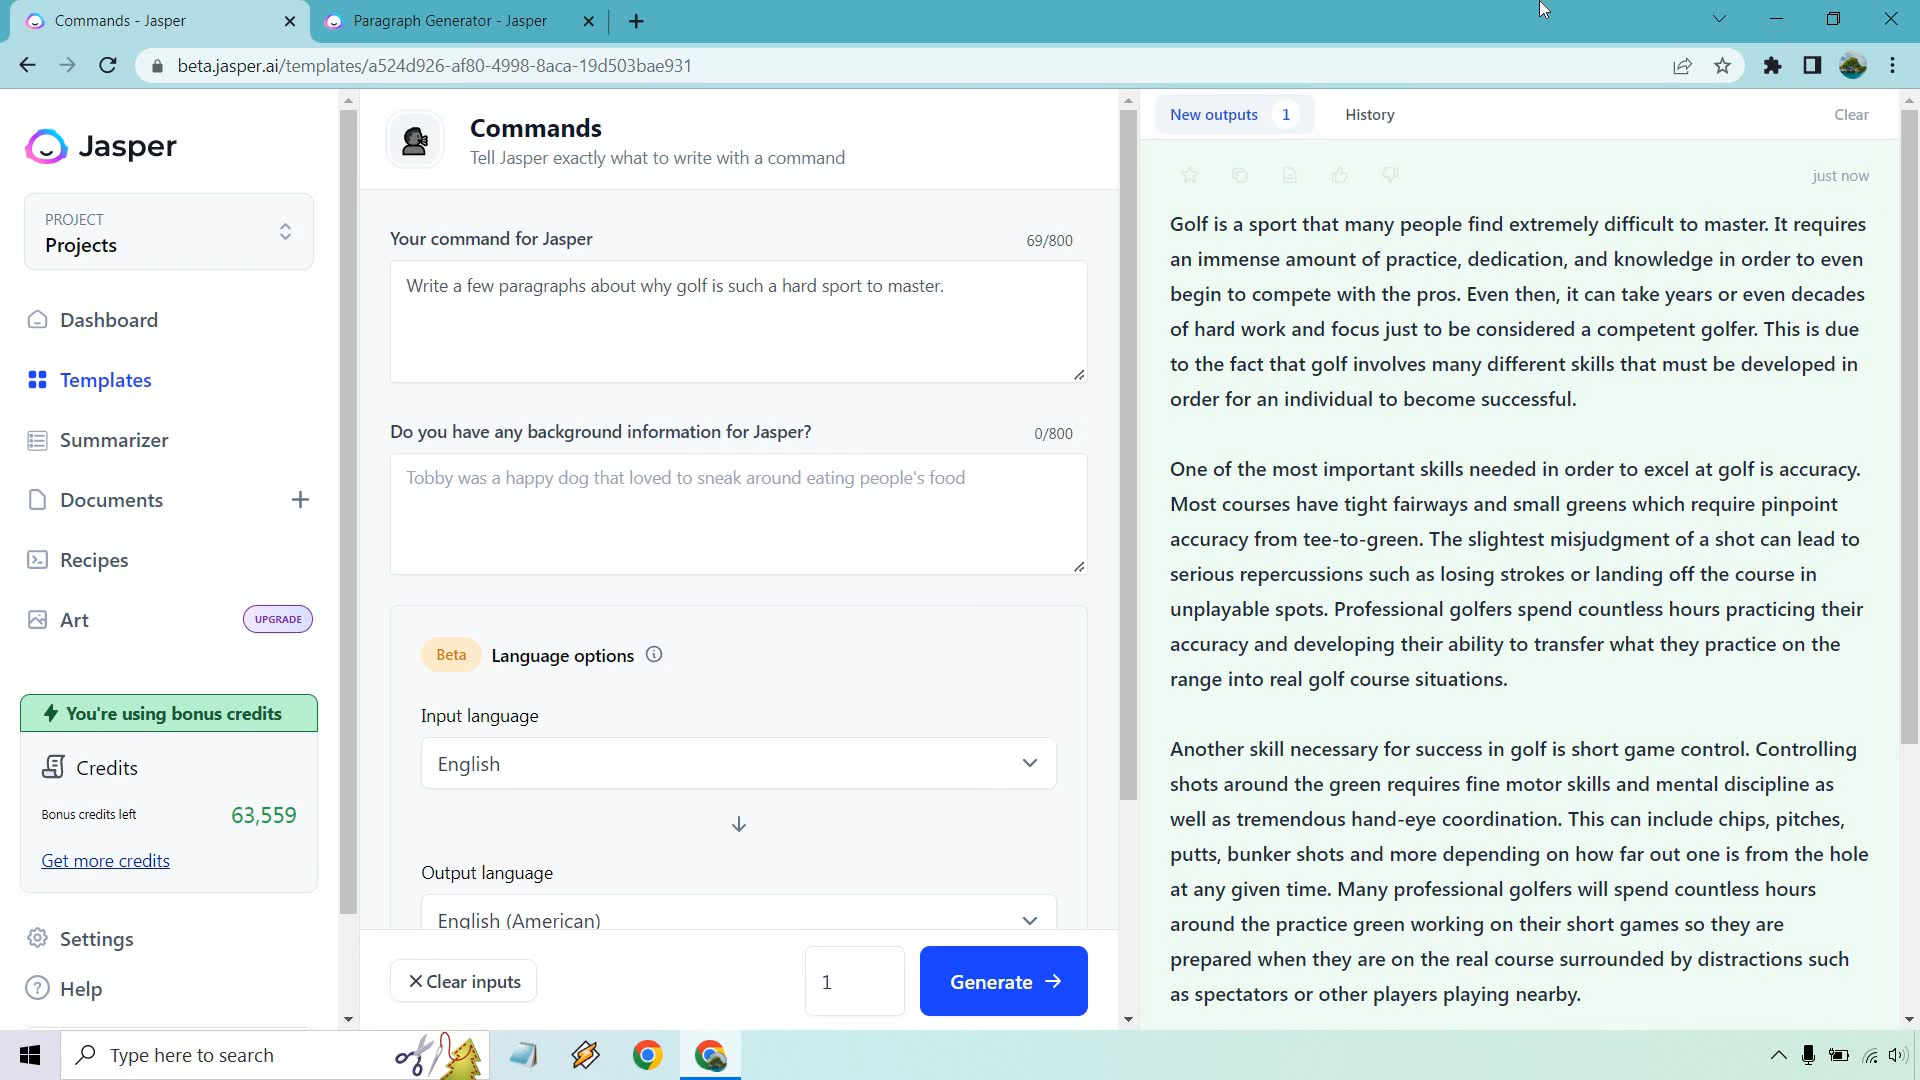 Commands - Jasper
Paragraph Generator - Jasper
beta.jasper.ai/templates/a524d926-af80-4998-8aca-19d503bae931
Jasper
PROJECT
Projects
Dashboard
Templates
Summarizer
Documents
Recipes
Art
UPGRADE
You're using bonus credits
Credits
Bonus credits left
63,559
Get more credits
Settings
Help
Commands
Tell Jasper exactly what to write with a command
Your command for Jasper
69/800
Write a few paragraphs about why golf is such a hard sport to master.
Do you have any background information for Jasper?
0/800
Tobby was a happy dog that loved to sneak around eating people's food
Beta
Language options
Input language
English
Output language
English (American)
Clear inputs
1
Generate
New outputs
1
History
Clear
just now
Golf is a sport that many people find extremely difficult to master. It requires
an immense amount of practice, dedication, and knowledge in order to even
begin to compete with the pros. Even then, it can take years or even decades
of hard work and focus just to be considered a competent golfer. This is due
to the fact that golf involves many different skills that must be developed in
order for an individual to become successful.
One of the most important skills needed in order to excel at golf is accuracy.
Most courses have tight fairways and small greens which require pinpoint
accuracy from tee-to-green. The slightest misjudgment of a shot can lead to
serious repercussions such as losing strokes or landing off the course in
unplayable spots. Professional golfers spend countless hours practicing their
accuracy and developing their ability to transfer what they practice on the
range into real golf course situations.
Another skill necessary for success in golf is short game control. Controlling
shots around the green requires fine motor skills and mental discipline as
well as tremendous hand-eye coordination. This can include chips, pitches,
putts, bunker shots and more depending on how far out one is from the hole
at any given time. Many professional golfers will spend countless hours
around the practice green working on their short games so they are
prepared when they are on the real course surrounded by distractions such
as spectators or other players playing nearby.
Type here to search